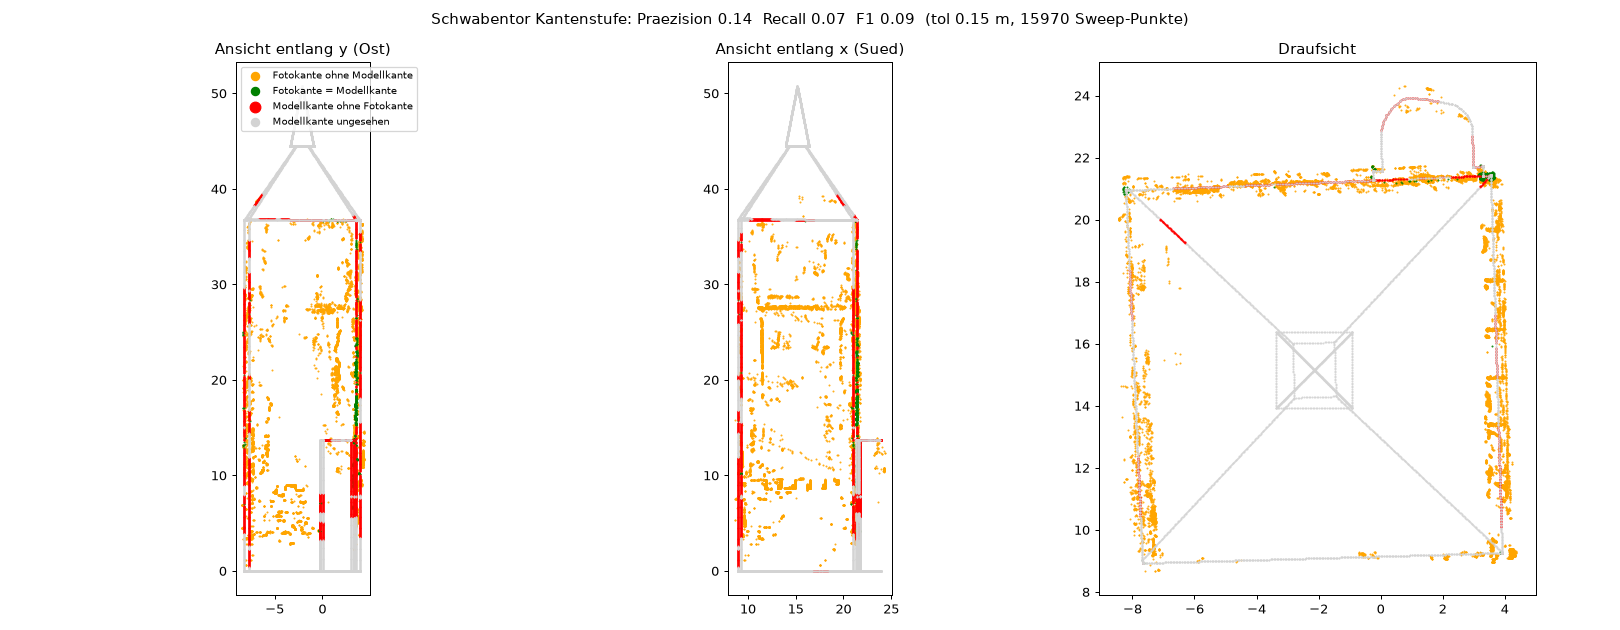 Schwabentor Kantenstufe: Praezision 0.14  Recall 0.07  F1 0.09  (tol 0.15 m, 15970 Sweep-Punkte)
Ansicht entlang y (Ost)
Fotokante ohne Modellkante
Fotokante = Modellkante
Modellkante ohne Fotokante
Modellkante ungesehen
50
40
30
20
10
0
−5 0
Ansicht entlang x (Sued)
50
40
30
20
10
0
10 15 20 25
Draufsicht
24
22
20
18
16
14
12
10
8
−8 −6 −4 −2 0 2 4